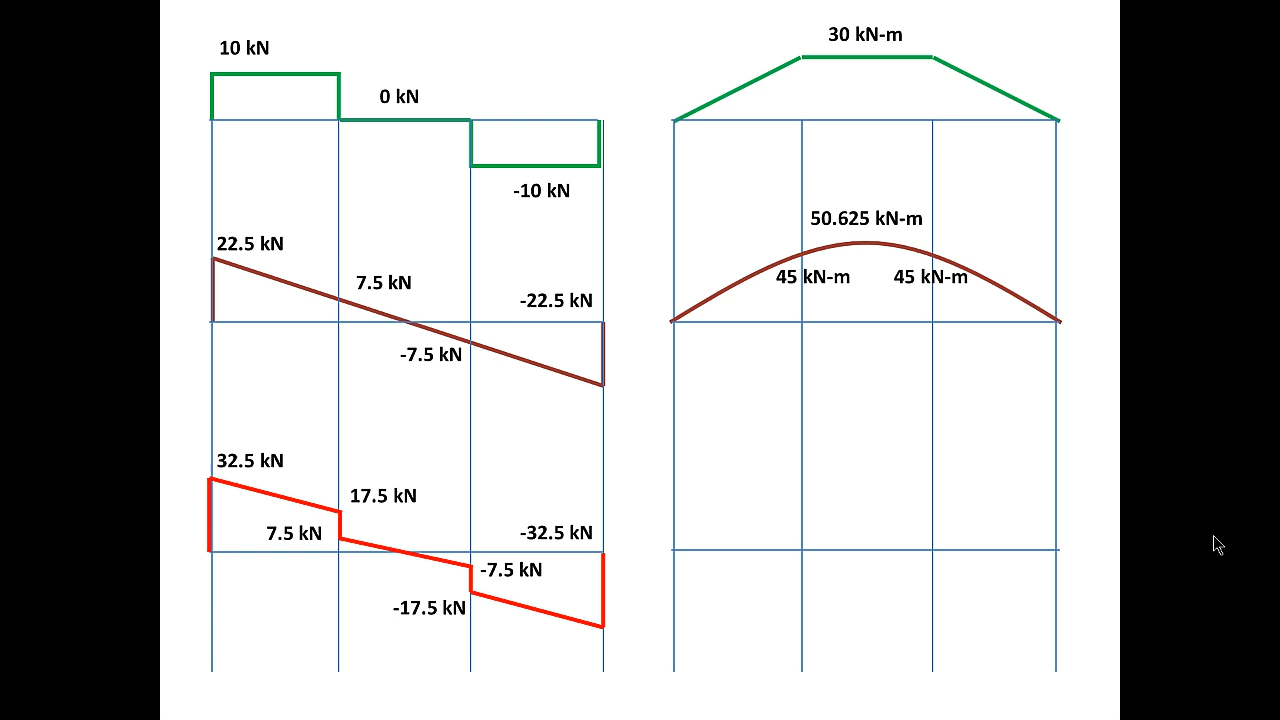 10 kN
0 kN
-10 kN
30 kN-m
22.5 kN
7.5 kN
-22.5 kN
-7.5 kN
50.625 kN-m
45 kN-m
45 kN-m
32.5 kN
17.5 kN
7.5 kN
-32.5 kN
-7.5 kN
-17.5 kN